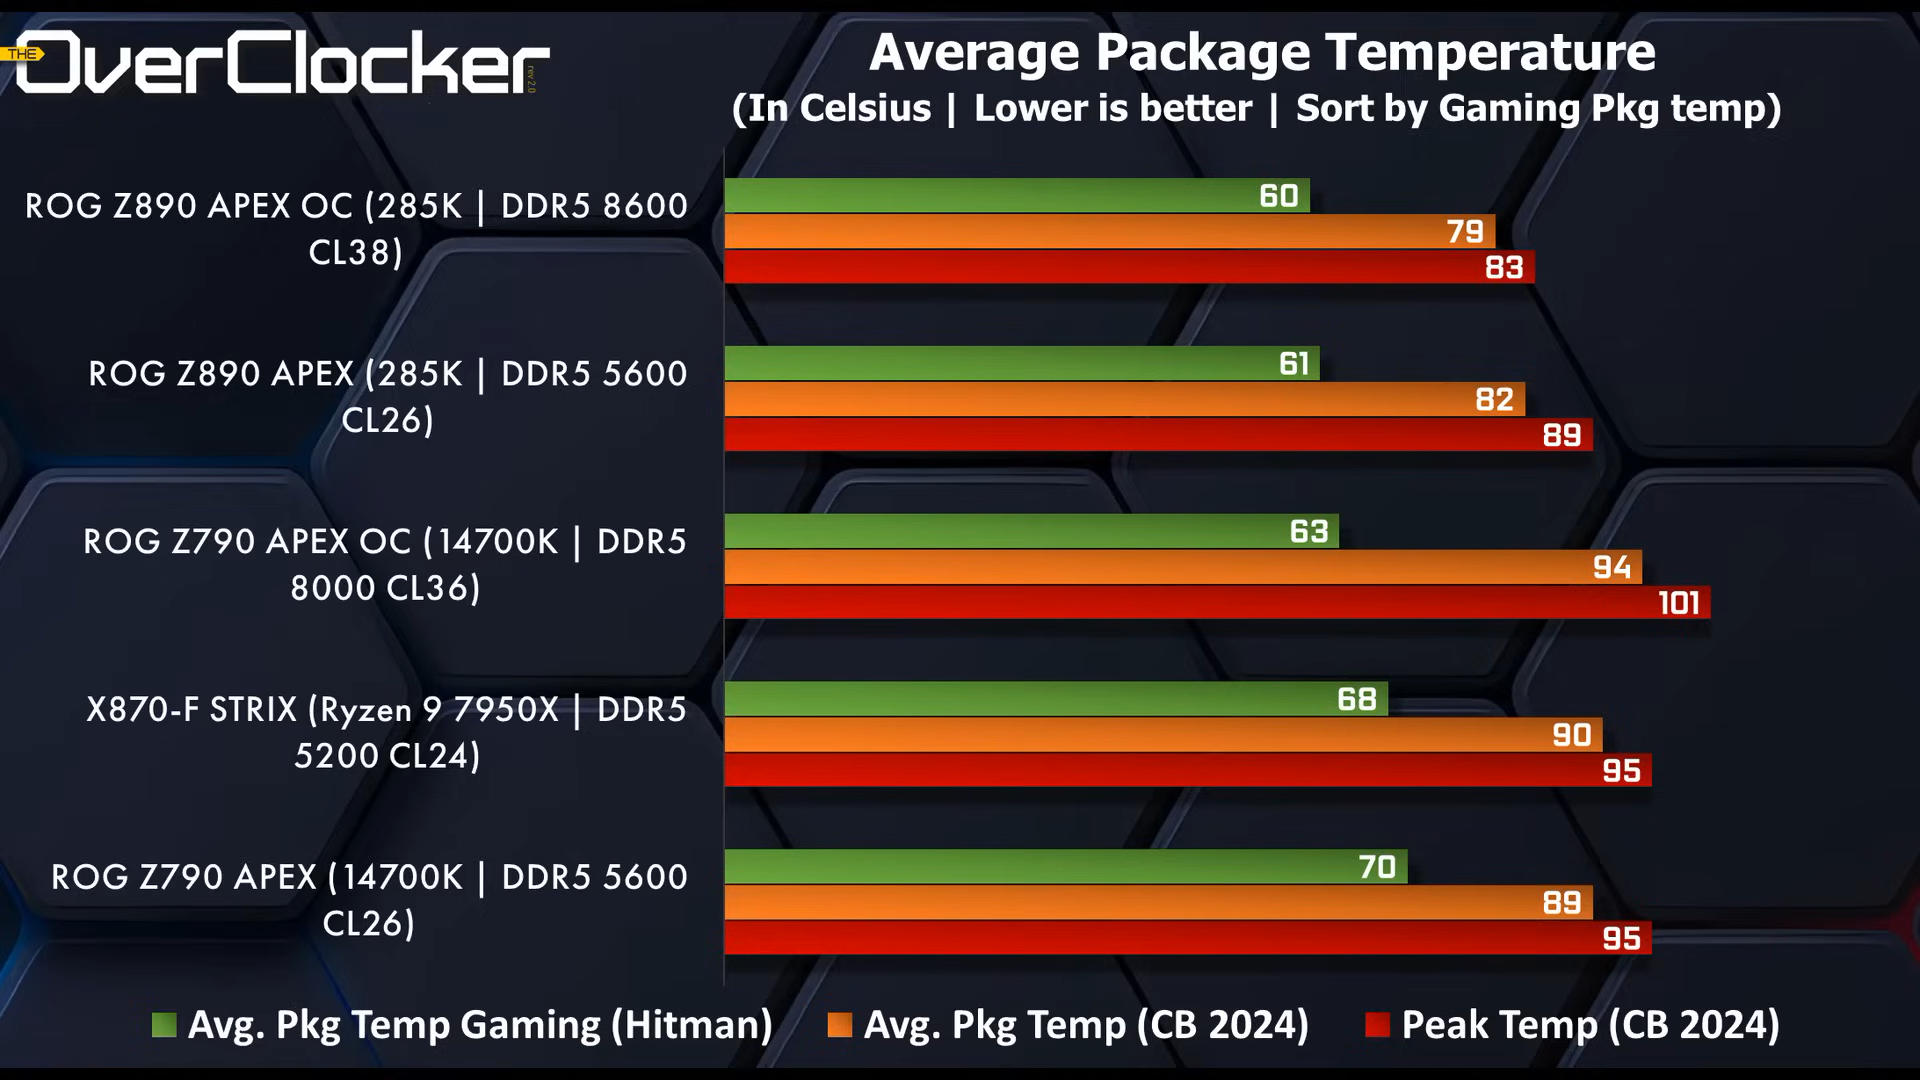 THE OverClocker rev 2.0
Average Package Temperature
(In Celsius | Lower is better | Sort by Gaming Pkg temp)
ROG Z890 APEX OC (285K | DDR5 8600
CL38)
60
79
83
ROG Z890 APEX (285K | DDR5 5600
CL26)
61
82
89
ROG Z790 APEX OC (14700K | DDR5
8000 CL36)
63
94
101
X870-F STRIX (Ryzen 9 7950X | DDR5
5200 CL24)
68
90
95
ROG Z790 APEX (14700K | DDR5 5600
CL26)
70
89
95
Avg. Pkg Temp Gaming (Hitman) Avg. Pkg Temp (CB 2024) Peak Temp (CB 2024)